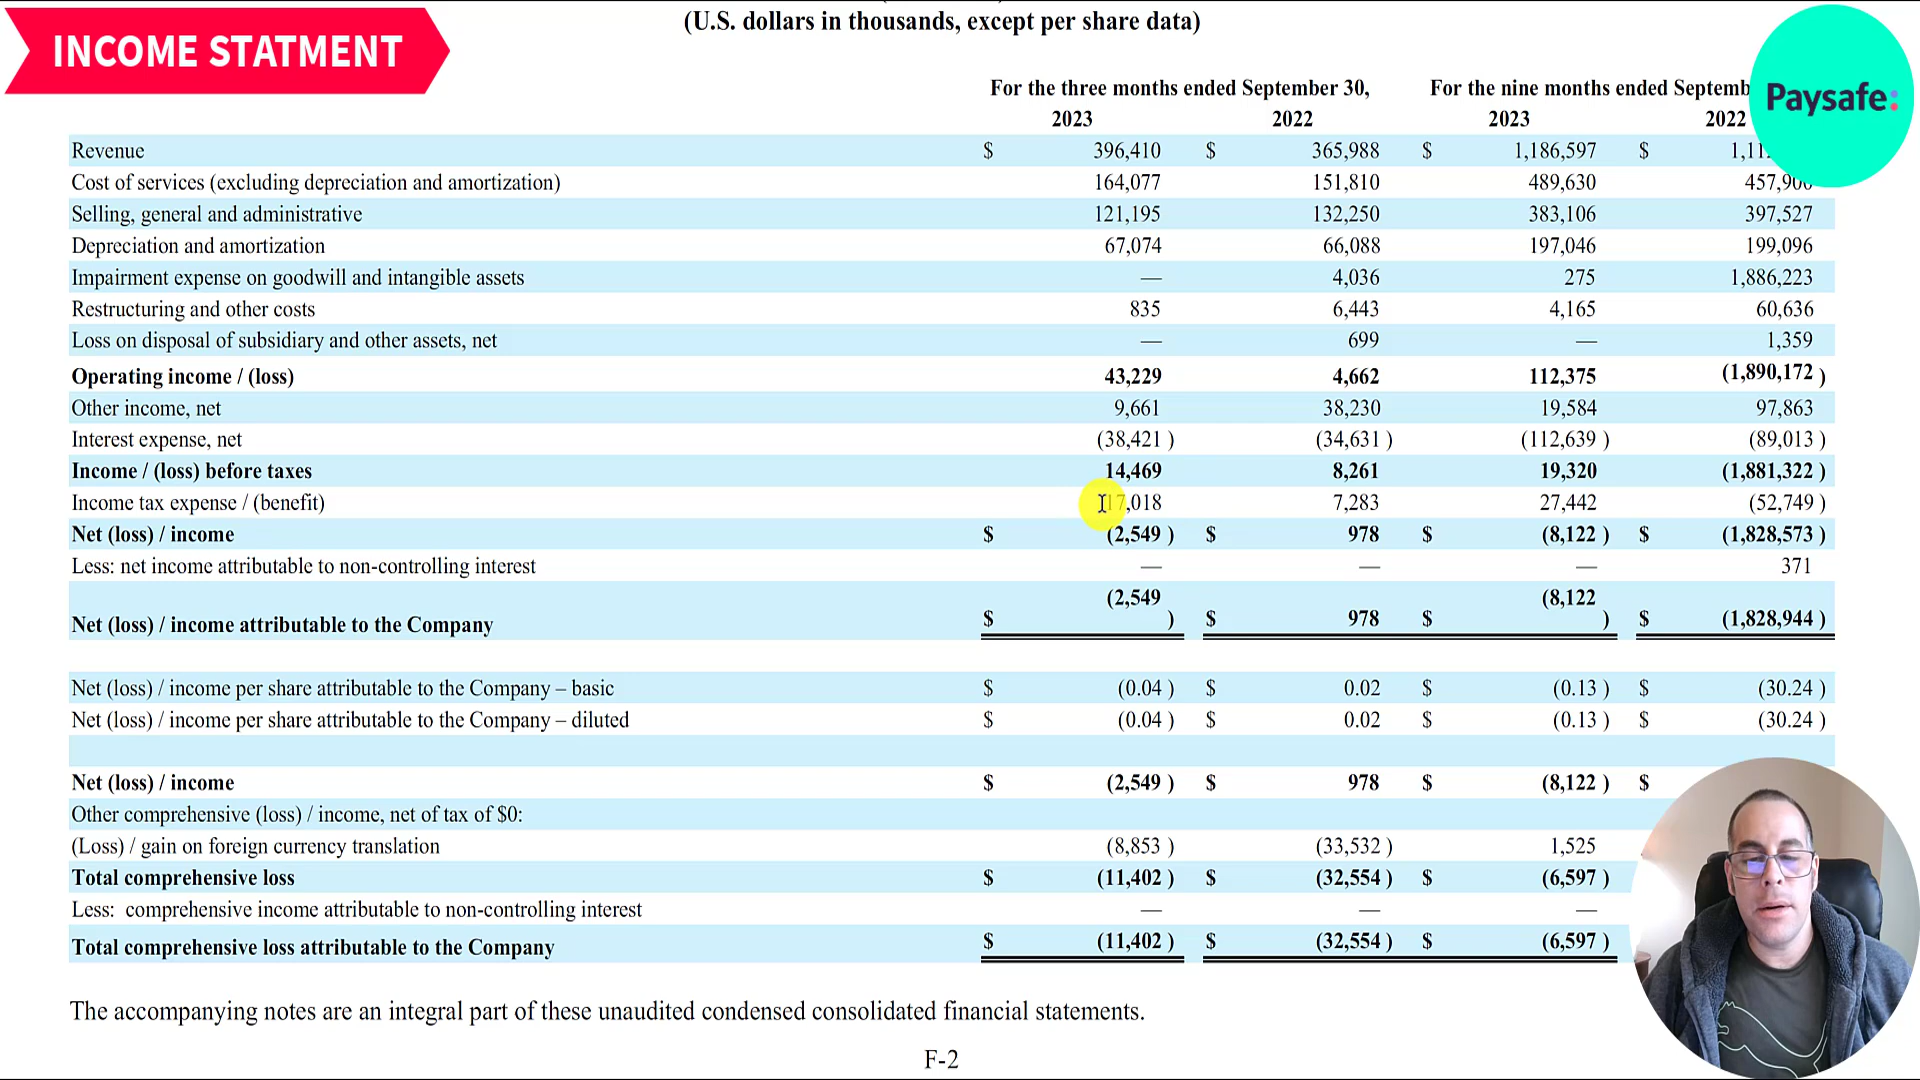 (U.S. dollars in thousands, except per share data)
INCOME STATMENT
Paysafe:
For the three months ended September 30, For the nine months ended
2023 2022 2023 2022
Revenue $ 396,410 $ 365,988 $ 1,186,597 $
Cost of services (excluding depreciation and amortization) 164,077 151,810 489,630
Selling, general and administrative 121,195 132,250 383,106 397,527
Depreciation and amortization 67,074 66,088 197,046 199,096
Impairment expense on goodwill and intangible assets — 4,036 275 1,886,223
Restructuring and other costs 835 6,443 4,165 60,636
Loss on disposal of subsidiary and other assets, net — 699 — 1,359
Operating income / (loss) 43,229 4,662 112,375 (1,890,172 )
Other income, net 9,661 38,230 19,584 97,863
Interest expense, net (38,421 ) (34,631 ) (112,639 ) (89,013 )
Income / (loss) before taxes 14,469 8,261 19,320 (1,881,322 )
Income tax expense / (benefit) 17,018 7,283 27,442 (52,749 )
Net (loss) / income $ (2,549 ) $ 978 $ (8,122 ) $ (1,828,573 )
Less: net income attributable to non-controlling interest — — — 371
Net (loss) / income attributable to the Company $ (2,549 ) $ 978 $ (8,122 ) $ (1,828,944 )
Net (loss) / income per share attributable to the Company – basic $ (0.04 ) $ 0.02 $ (0.13 ) $ (30.24 )
Net (loss) / income per share attributable to the Company – diluted $ (0.04 ) $ 0.02 $ (0.13 ) $ (30.24 )
Net (loss) / income $ (2,549 ) $ 978 $ (8,122 ) $
Other comprehensive (loss) / income, net of tax of $0:
(Loss) / gain on foreign currency translation (8,853 ) (33,532 ) 1,525
Total comprehensive loss $ (11,402 ) $ (32,554 ) $ (6,597 )
Less: comprehensive income attributable to non-controlling interest — — —
Total comprehensive loss attributable to the Company $ (11,402 ) $ (32,554 ) $ (6,597 )
The accompanying notes are an integral part of these unaudited condensed consolidated financial statements.
F-2